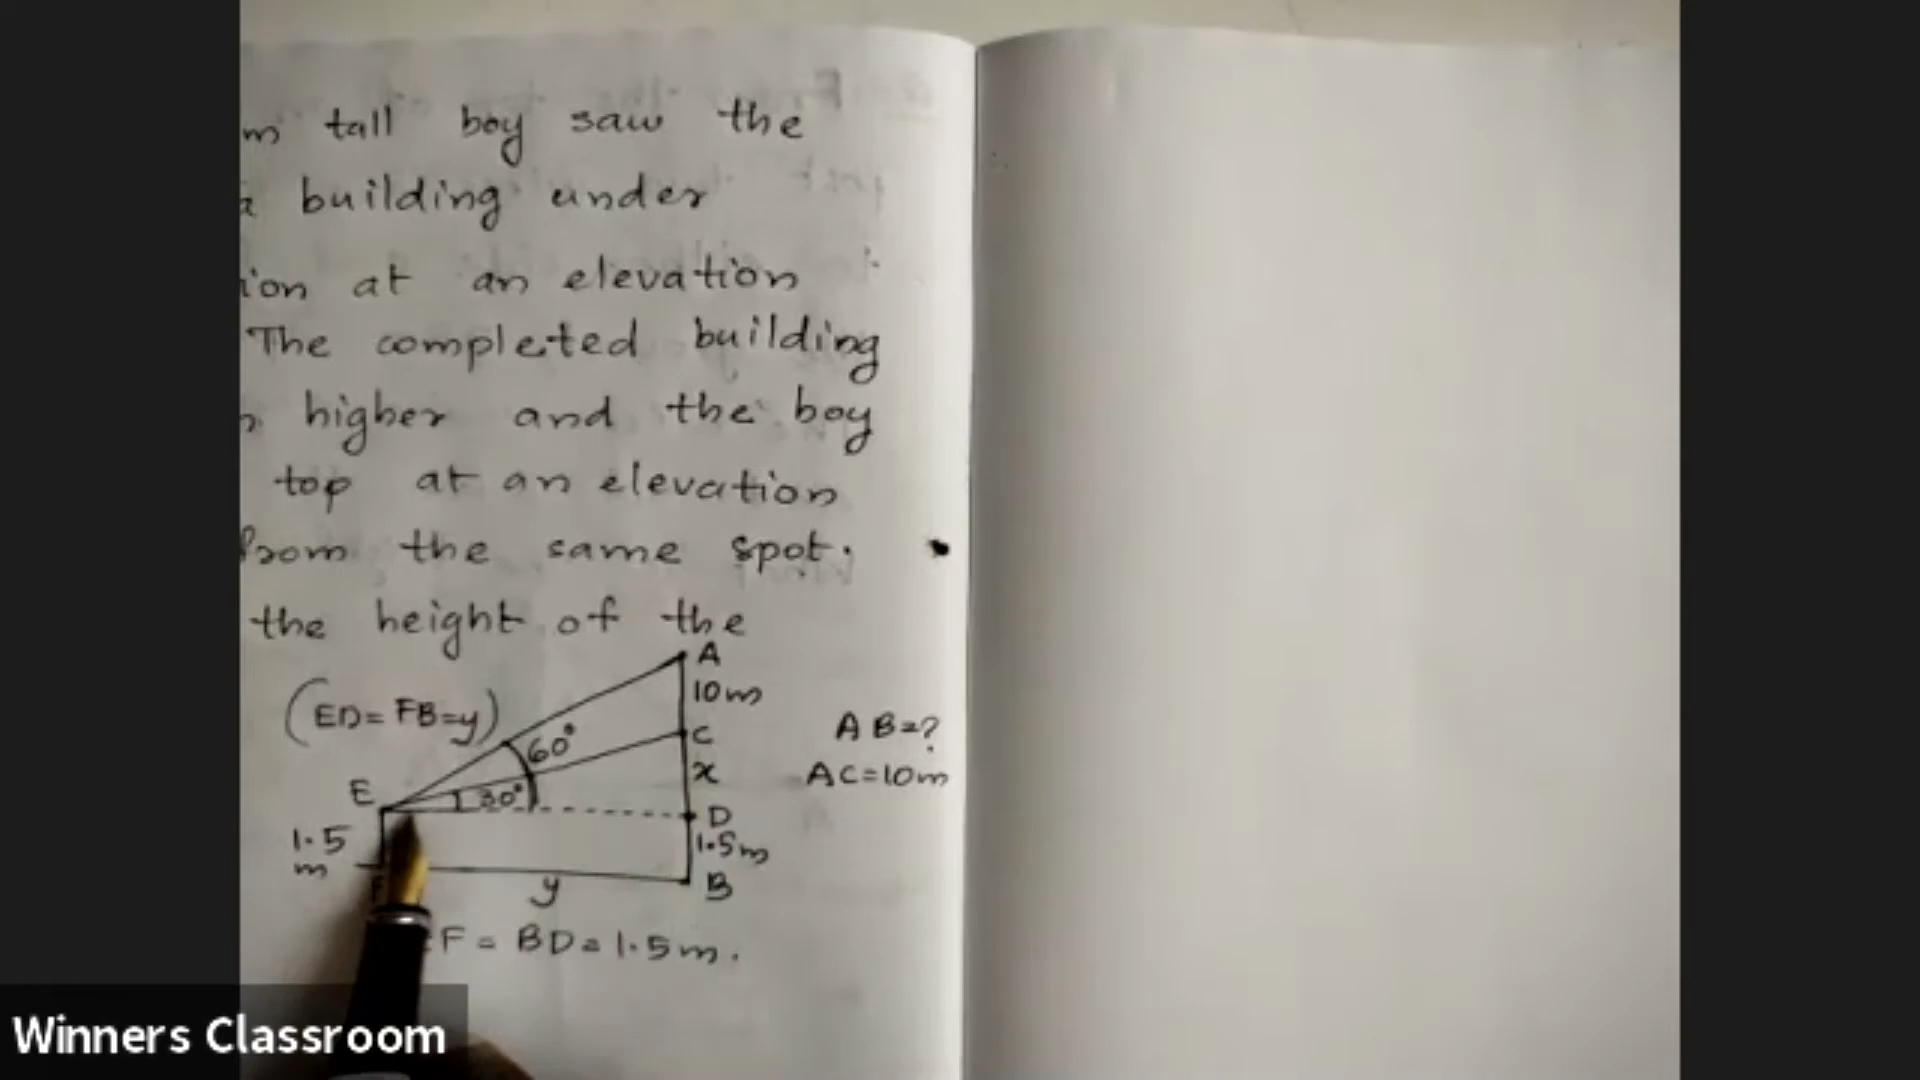 m tall boy saw the
a building under
ion at an elevation
The completed building
higher and the boy
top at an elevation
from the same spot.
the height of the
A
10m
(ED= FB=y)
60°
C
AB=?
x
AC=10m
E
30°
D
1.5
m
1.5m
y
B
F = BD = 1.5m.
Winners Classroom